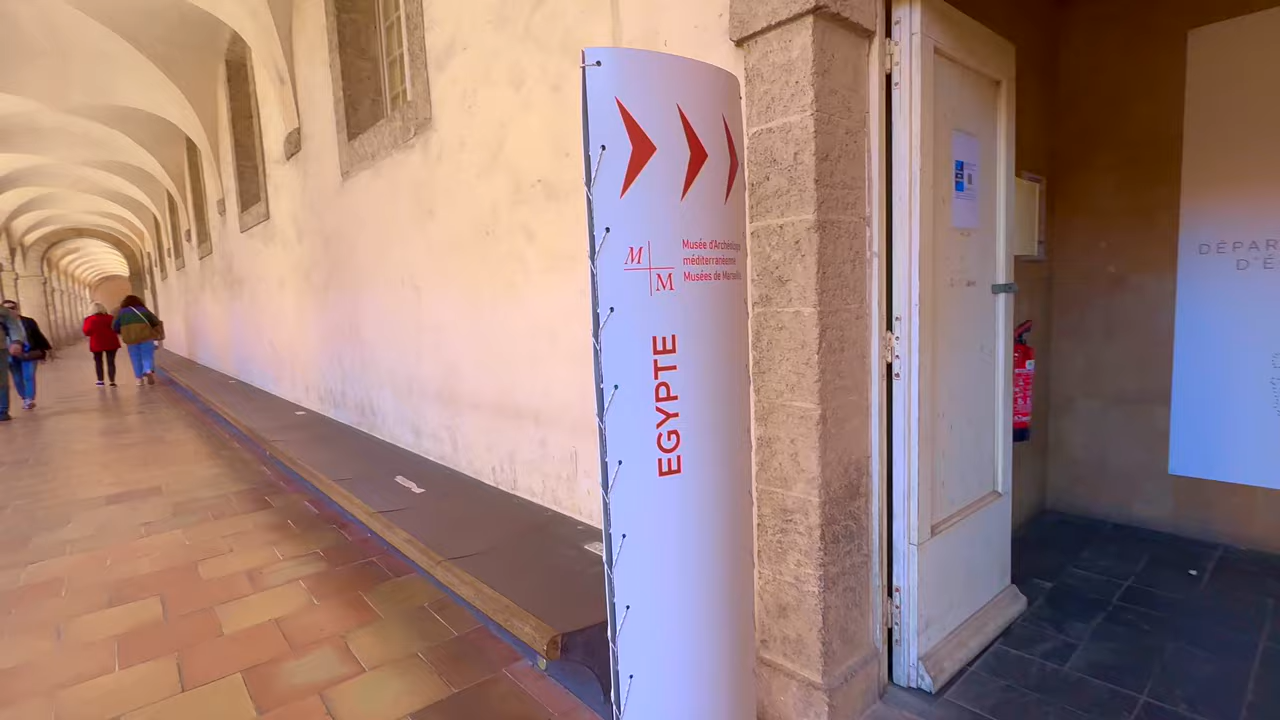 M
M
Musée d'Archéologie
méditerranéenne
Musées de Marseille
EGYPTE
DÉPAR
D'É